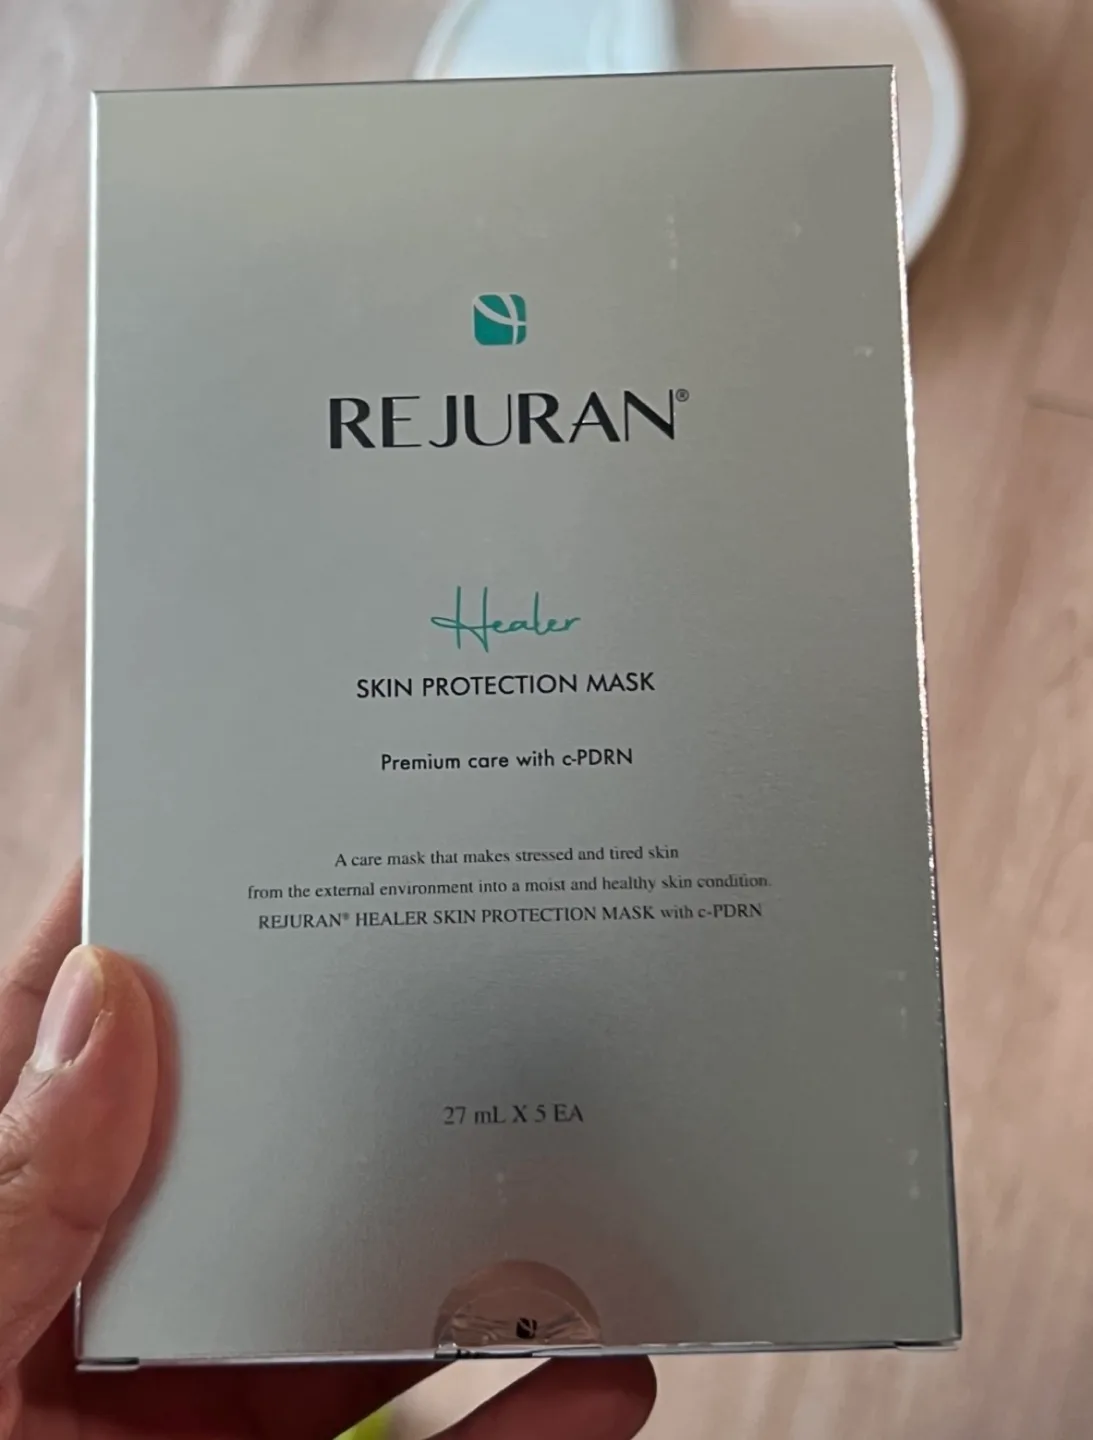 REJURAN®
Healer
SKIN PROTECTION MASK
Premium care with c-PDRN
A care mask that makes stressed and tired skin
from the external environment into a moist and healthy skin condition.
REJURAN® HEALER SKIN PROTECTION MASK with c-PDRN
27 mL X 5 EA